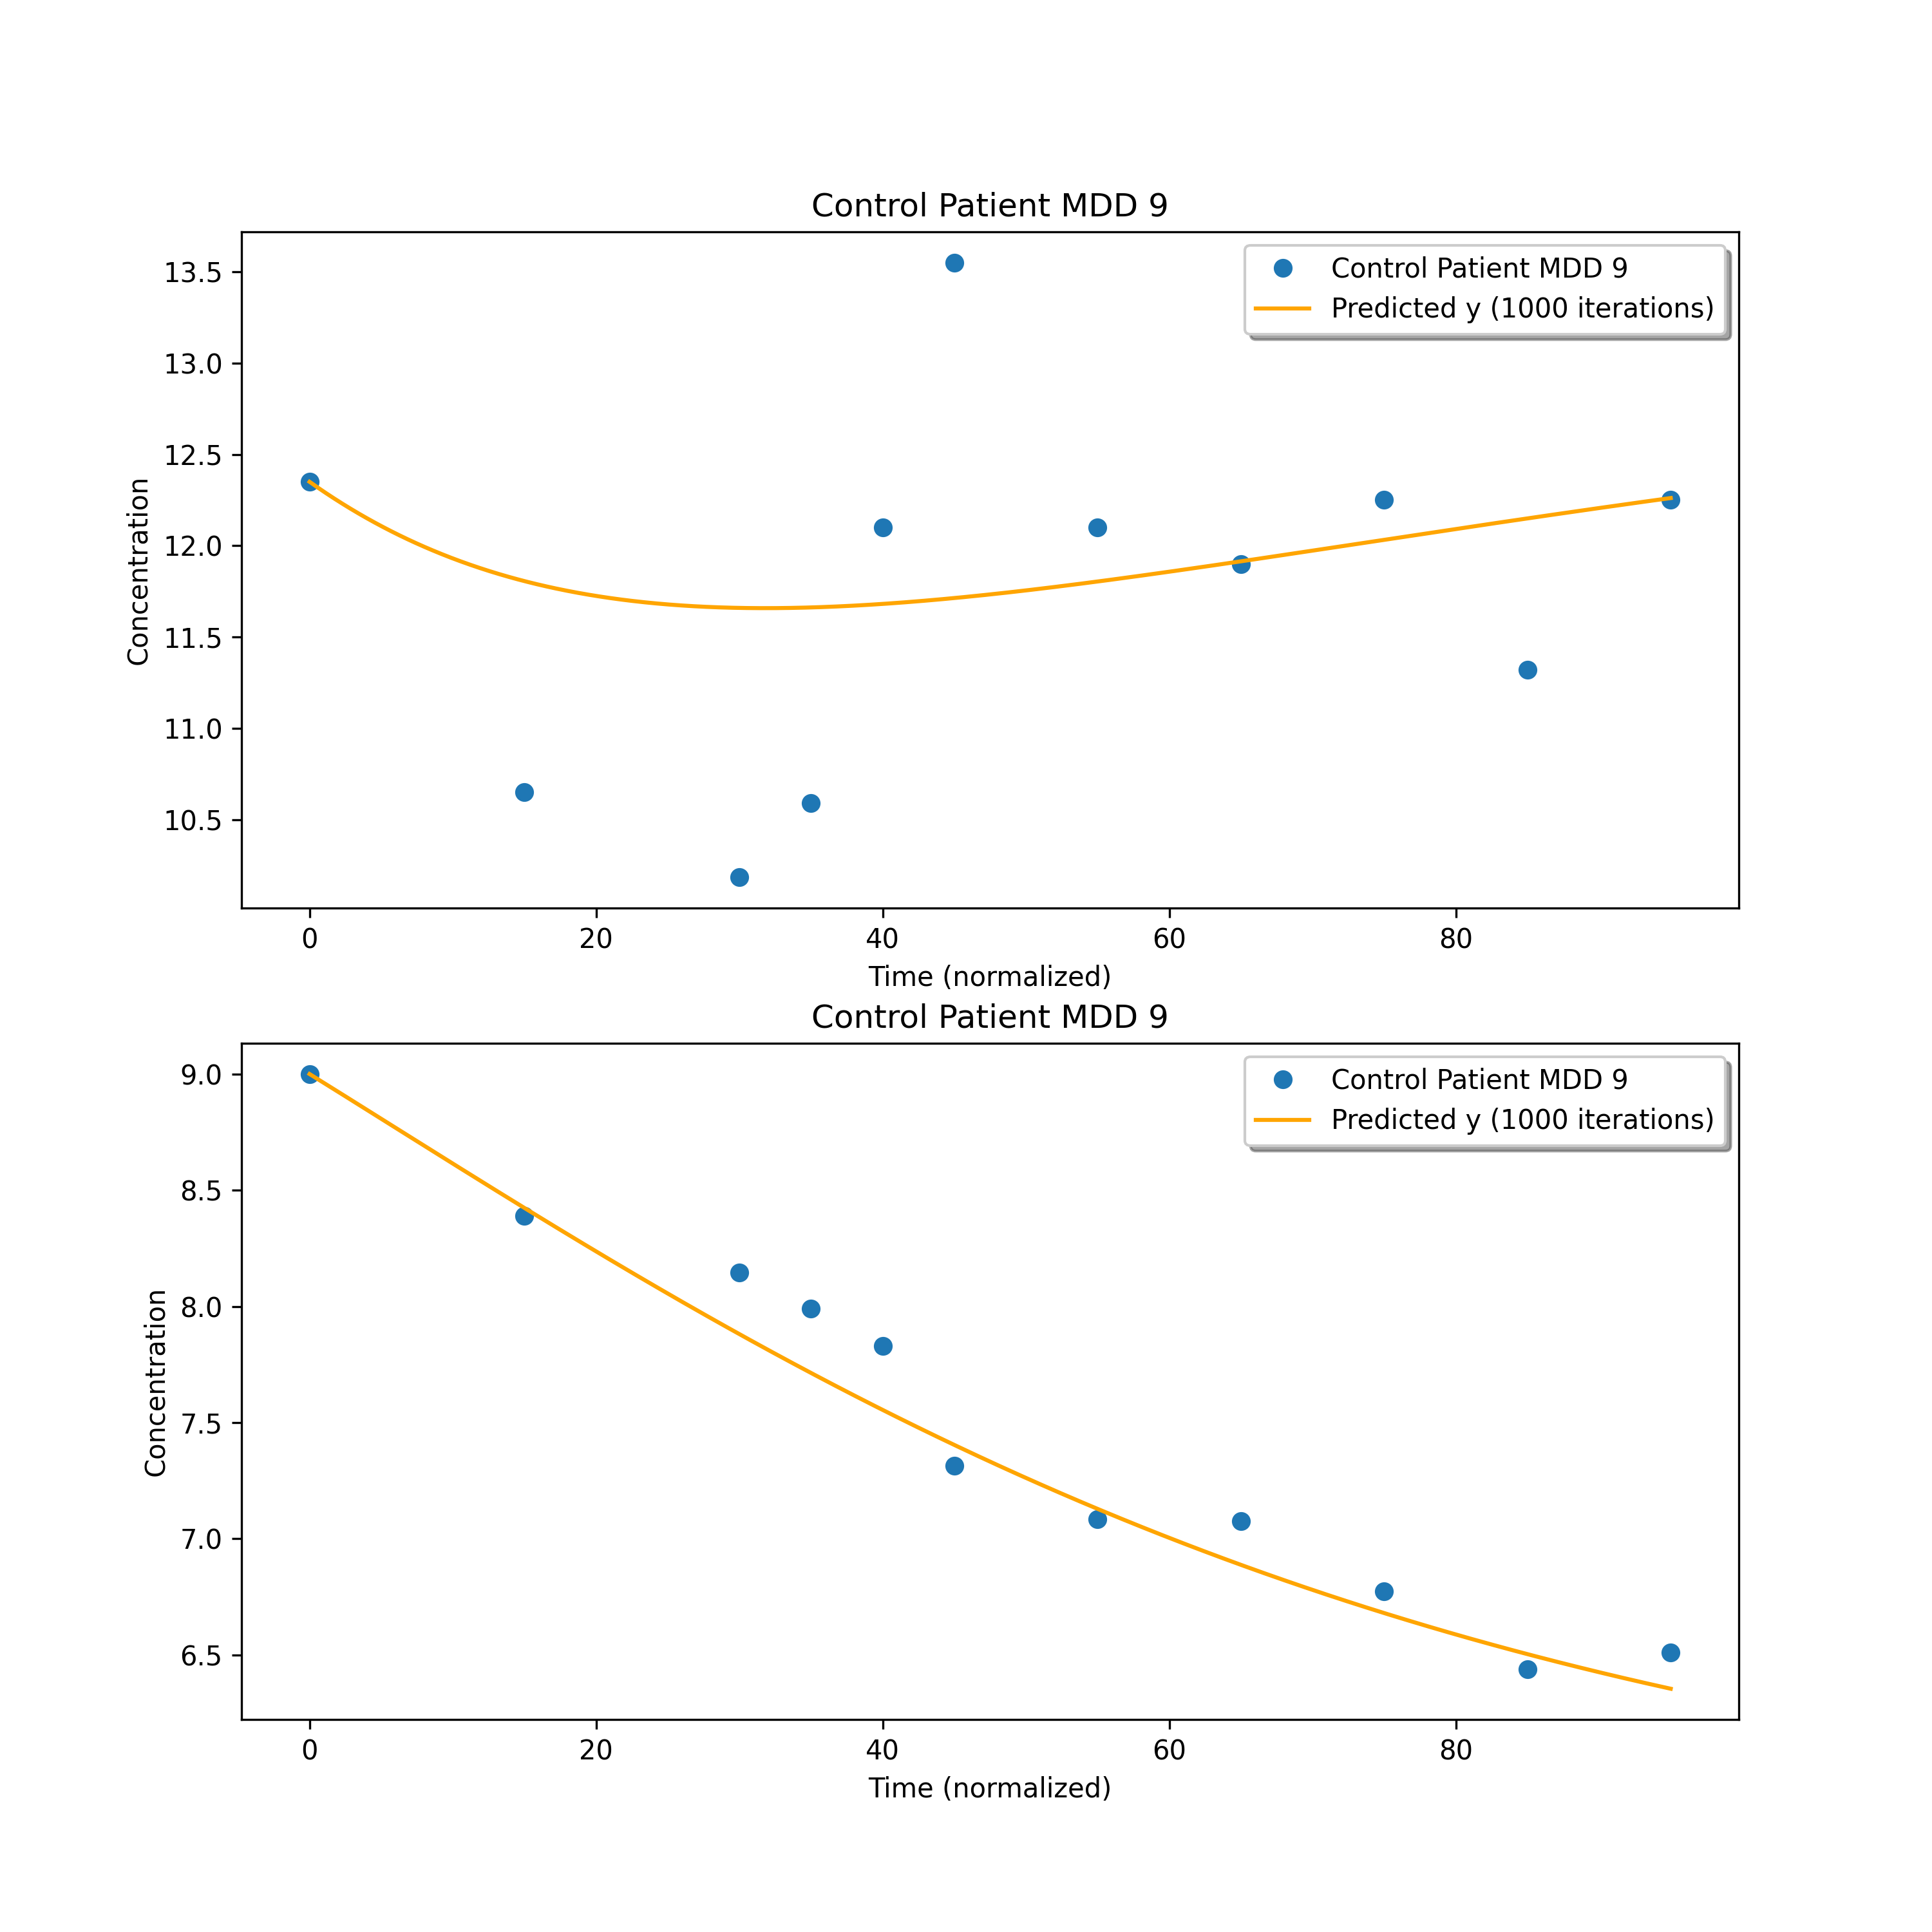 Control Patient MDD 9
13.5
13.0
12.5
12.0
11.5
11.0
10.5
Concentration
Control Patient MDD 9
Predicted y (1000 iterations)
0 20 40 60 80
Time (normalized)
Control Patient MDD 9
9.0
8.5
8.0
7.5
7.0
6.5
Concentration
Control Patient MDD 9
Predicted y (1000 iterations)
0 20 40 60 80
Time (normalized)